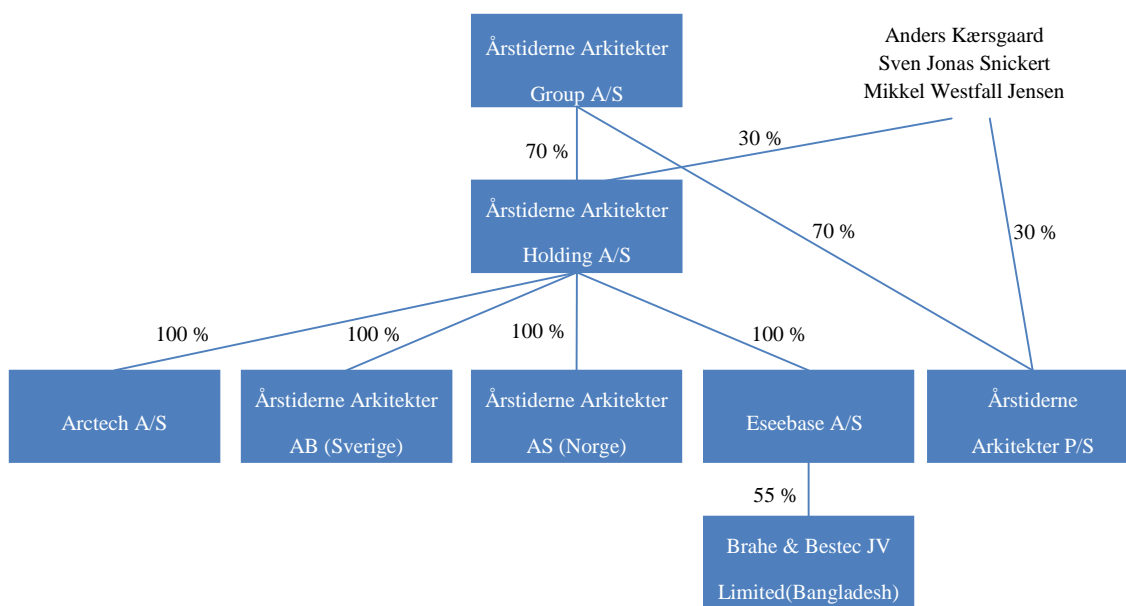 Årstiderne Arkitekter
Group A/S
Anders Kærsgaard
Sven Jonas Snickert
Mikkel Westfall Jensen
70 %
30 %
Årstiderne Arkitekter
Holding A/S
70 %
30 %
100 %
100 %
100 %
100 %
Arctech A/S
Årstiderne Arkitekter
AB (Sverige)
Årstiderne Arkitekter
AS (Norge)
Eseebase A/S
Årstiderne
Arkitekter P/S
55 %
Brahe & Bestec JV
Limited(Bangladesh)